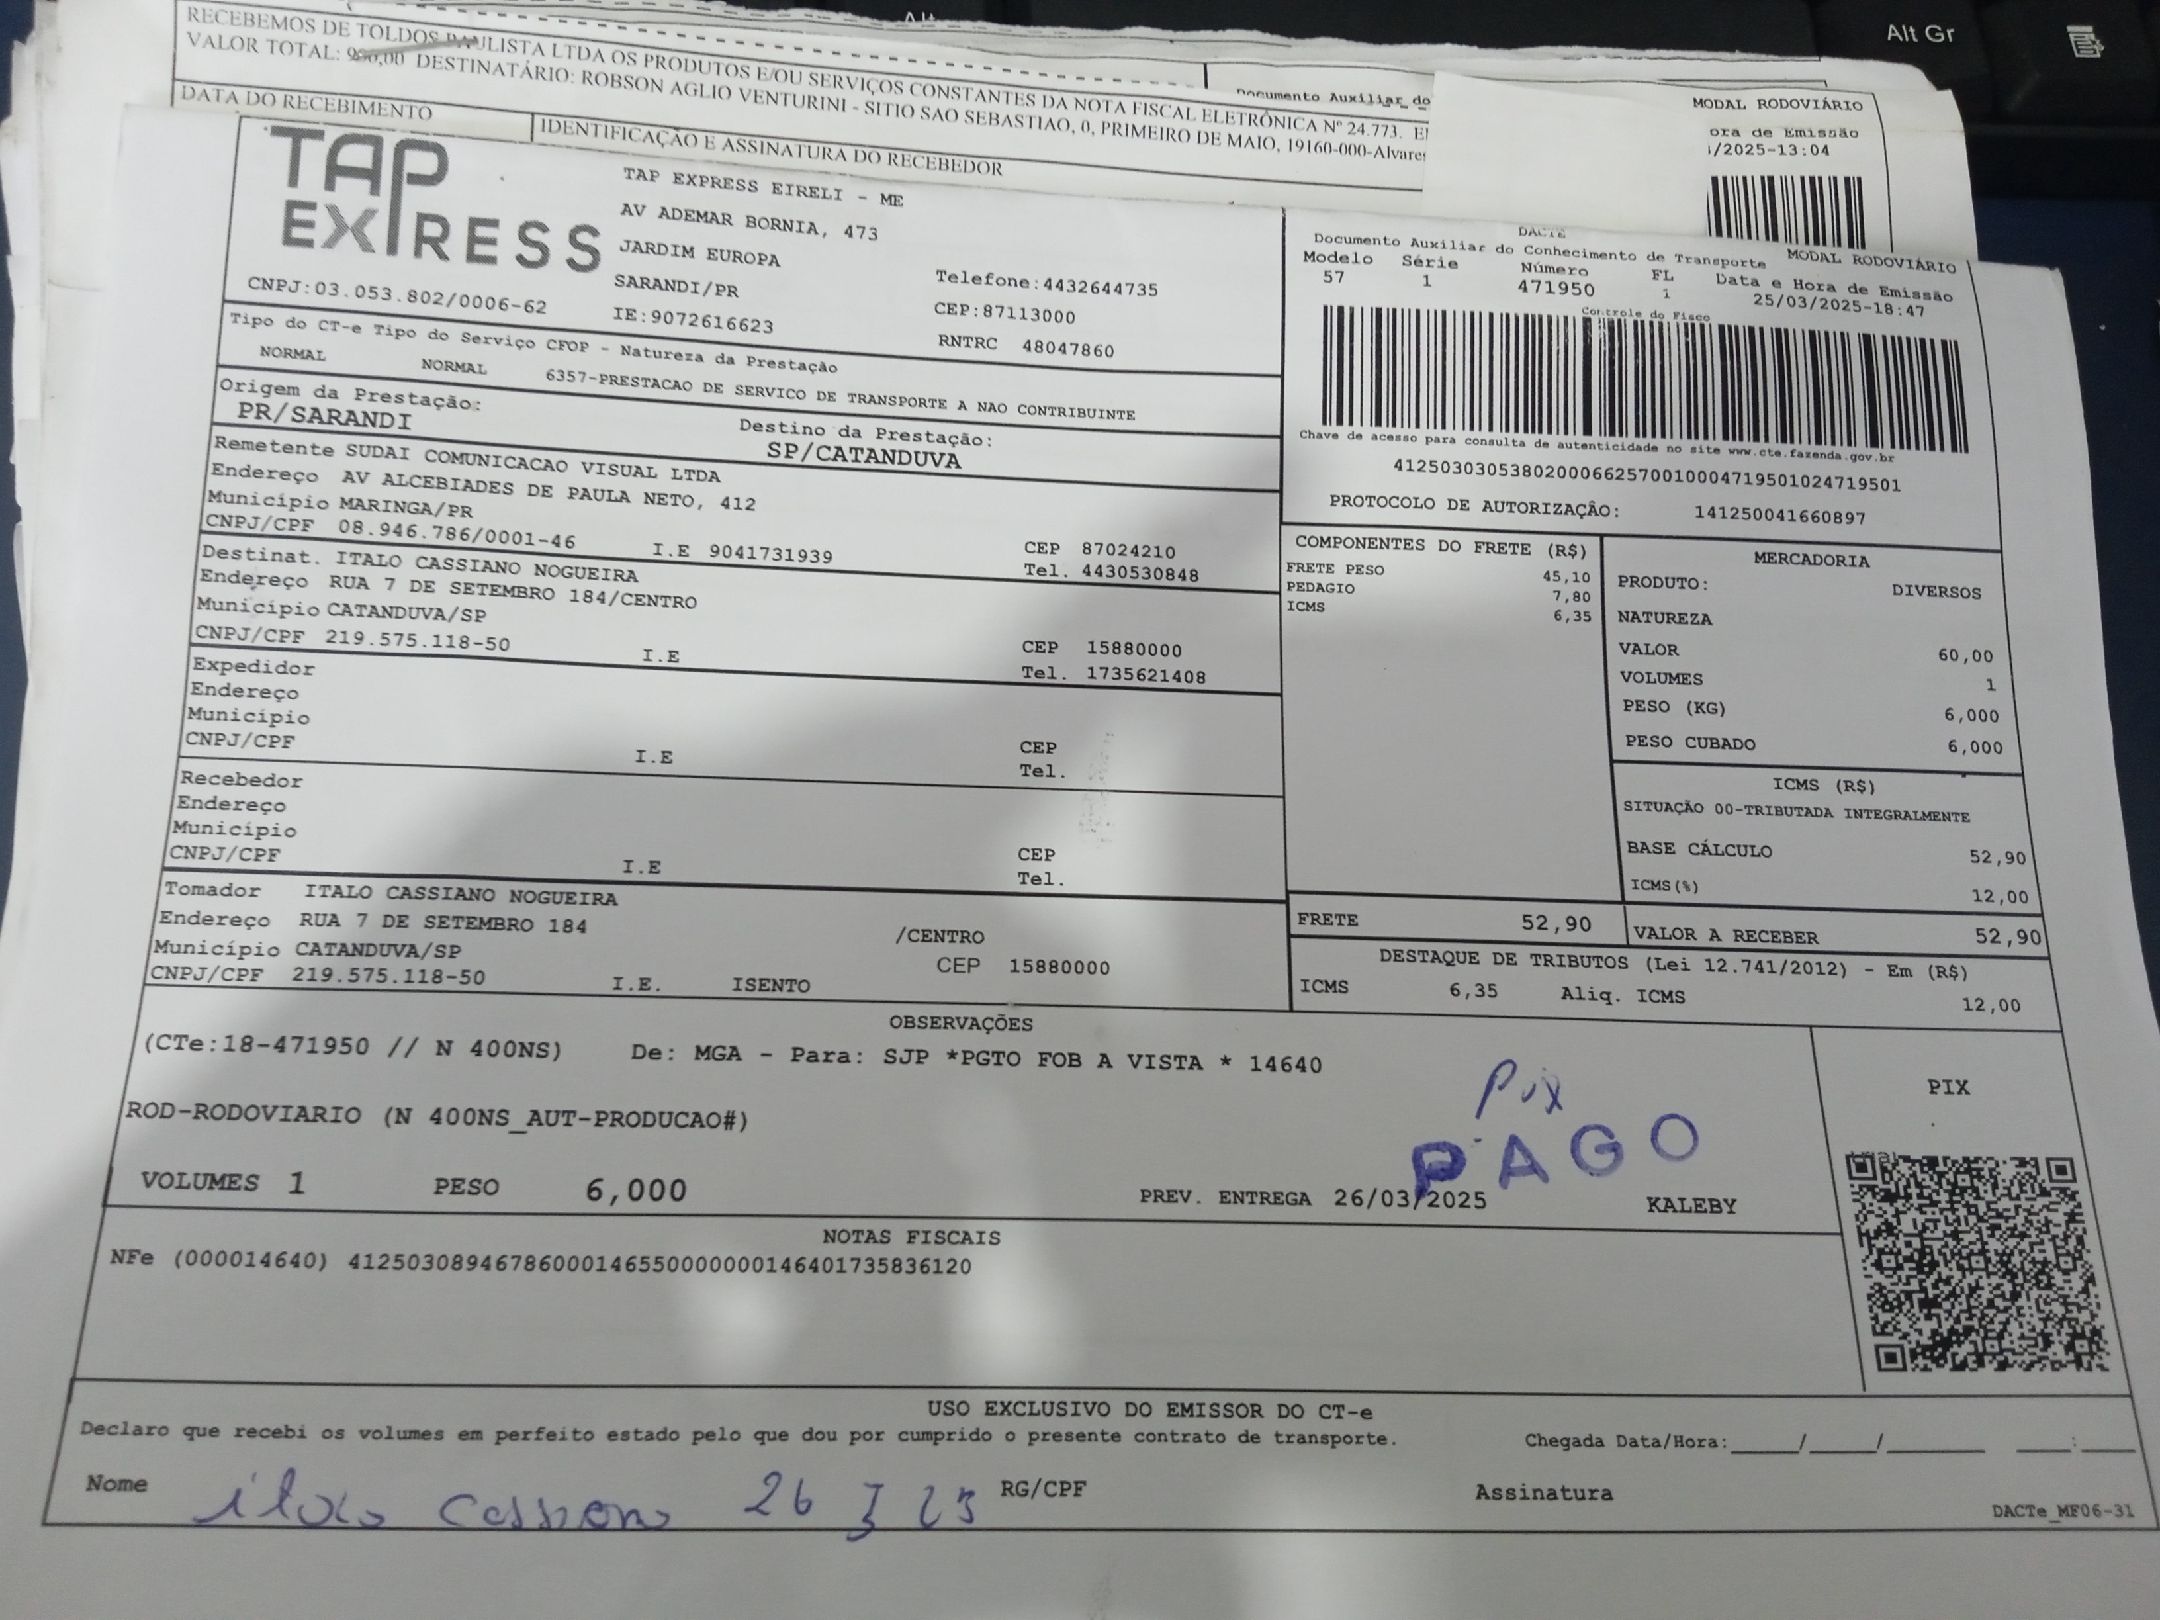 Alt Gr
RECEBEMOS DE TOLDOS PAULISTA LTDA OS PRODUTOS E/OU SERVIÇOS CONSTANTES DA NOTA FISCAL ELETRÔNICA Nº 24.773.
VALOR TOTAL: DESTINATÁRIO: ROBSON AGLIO VENTURINI - SITIO SAO SEBASTIAO, 0, PRIMEIRO DE MAIO, 19160-000-Alvares
DATA DO RECEBIMENTO
IDENTIFICAÇÃO E ASSINATURA DO RECEBEDOR
Documento Auxiliar do
MODAL RODOVIÁRIO
ora de Emissão
/2025-13:04
TAP EXPRESS
CNPJ:03.053.802/0006-62
TAP EXPRESS EIRELI - ME
AV ADEMAR BORNIA, 473
JARDIM EUROPA
SARANDI/PR
IE:9072616623
Telefone:4432644735
CEP:87113000
RNTRC 48047860
DACTE
Documento Auxiliar do Conhecimento de Transporte MODAL RODOVIÁRIO
Modelo Série Número FL Data e Hora de Emissão
57 1 471950 1 25/03/2025-18:47
Controle do Fisco
Chave de acesso para consulta de autenticidade no site www.cte.fazenda.gov.br
41250303053802000662570010004719501024719501
PROTOCOLO DE AUTORIZAÇÃO: 141250041660897
Tipo do CT-e Tipo do Serviço CFOP - Natureza da Prestação
NORMAL NORMAL 6357-PRESTACAO DE SERVICO DE TRANSPORTE A NAO CONTRIBUINTE
Origem da Prestação: Destino da Prestação:
PR/SARANDI SP/CATANDUVA
Remetente SUDAI COMUNICACAO VISUAL LTDA
Endereço AV ALCEBIADES DE PAULA NETO, 412
Município MARINGA/PR CEP 87024210
CNPJ/CPF 08.946.786/0001-46 I.E 9041731939 Tel. 4430530848
Destinat. ITALO CASSIANO NOGUEIRA
Endereço RUA 7 DE SETEMBRO 184/CENTRO
Município CATANDUVA/SP CEP 15880000
CNPJ/CPF 219.575.118-50 I.E Tel. 1735621408
Expedidor
Endereço
Município CEP
CNPJ/CPF I.E Tel.
Recebedor
Endereço
Município CEP
CNPJ/CPF I.E Tel.
Tomador ITALO CASSIANO NOGUEIRA
Endereço RUA 7 DE SETEMBRO 184 /CENTRO
Município CATANDUVA/SP CEP 15880000
CNPJ/CPF 219.575.118-50 I.E. ISENTO
COMPONENTES DO FRETE (R$)
FRETE PESO 45,10
PEDAGIO 7,80
ICMS 6,35
MERCADORIA
PRODUTO: DIVERSOS
NATUREZA
VALOR 60,00
VOLUMES 1
PESO (KG) 6,000
PESO CUBADO 6,000
ICMS (R$)
SITUAÇÃO 00-TRIBUTADA INTEGRALMENTE
BASE CÁLCULO 52,90
ICMS(%) 12,00
FRETE 52,90 VALOR A RECEBER 52,90
DESTAQUE DE TRIBUTOS (Lei 12.741/2012) - Em (R$)
ICMS 6,35 Aliq. ICMS 12,00
OBSERVAÇÕES
(CTe:18-471950 // N 400NS) De: MGA - Para: SJP *PGTO FOB A VISTA * 14640
ROD-RODOVIARIO (N 400NS_AUT-PRODUCAO#)
Pix
PAGO
PIX
VOLUMES 1 PESO 6,000 PREV. ENTREGA 26/03/2025 KALEBY
NOTAS FISCAIS
NFe (000014640) 41250308946786000146550000000146401735836120
USO EXCLUSIVO DO EMISSOR DO CT-e
Declaro que recebi os volumes em perfeito estado pelo que dou por cumprido o presente contrato de transporte. Chegada Data/Hora:_____/_____/_______ ____:____
Nome italo 26 3 RG/CPF Assinatura
DACTe_MF06-31